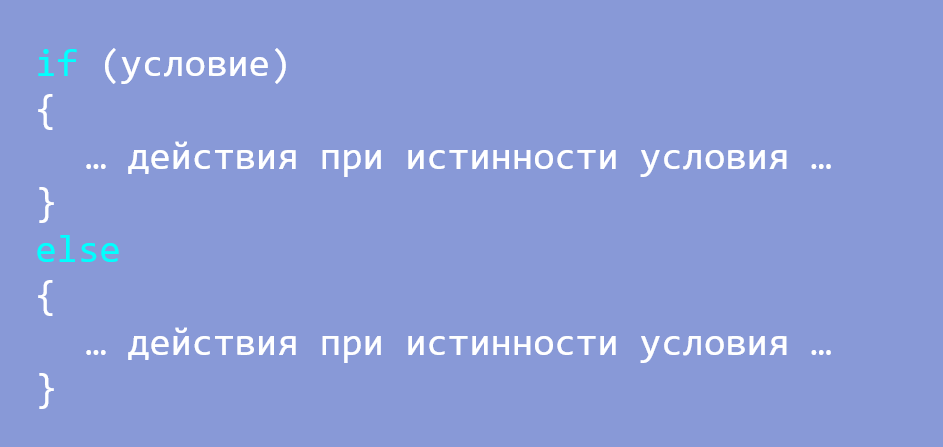 if (условие)
{
… действия при истинности условия …
}
else
{
… действия при истинности условия …
}